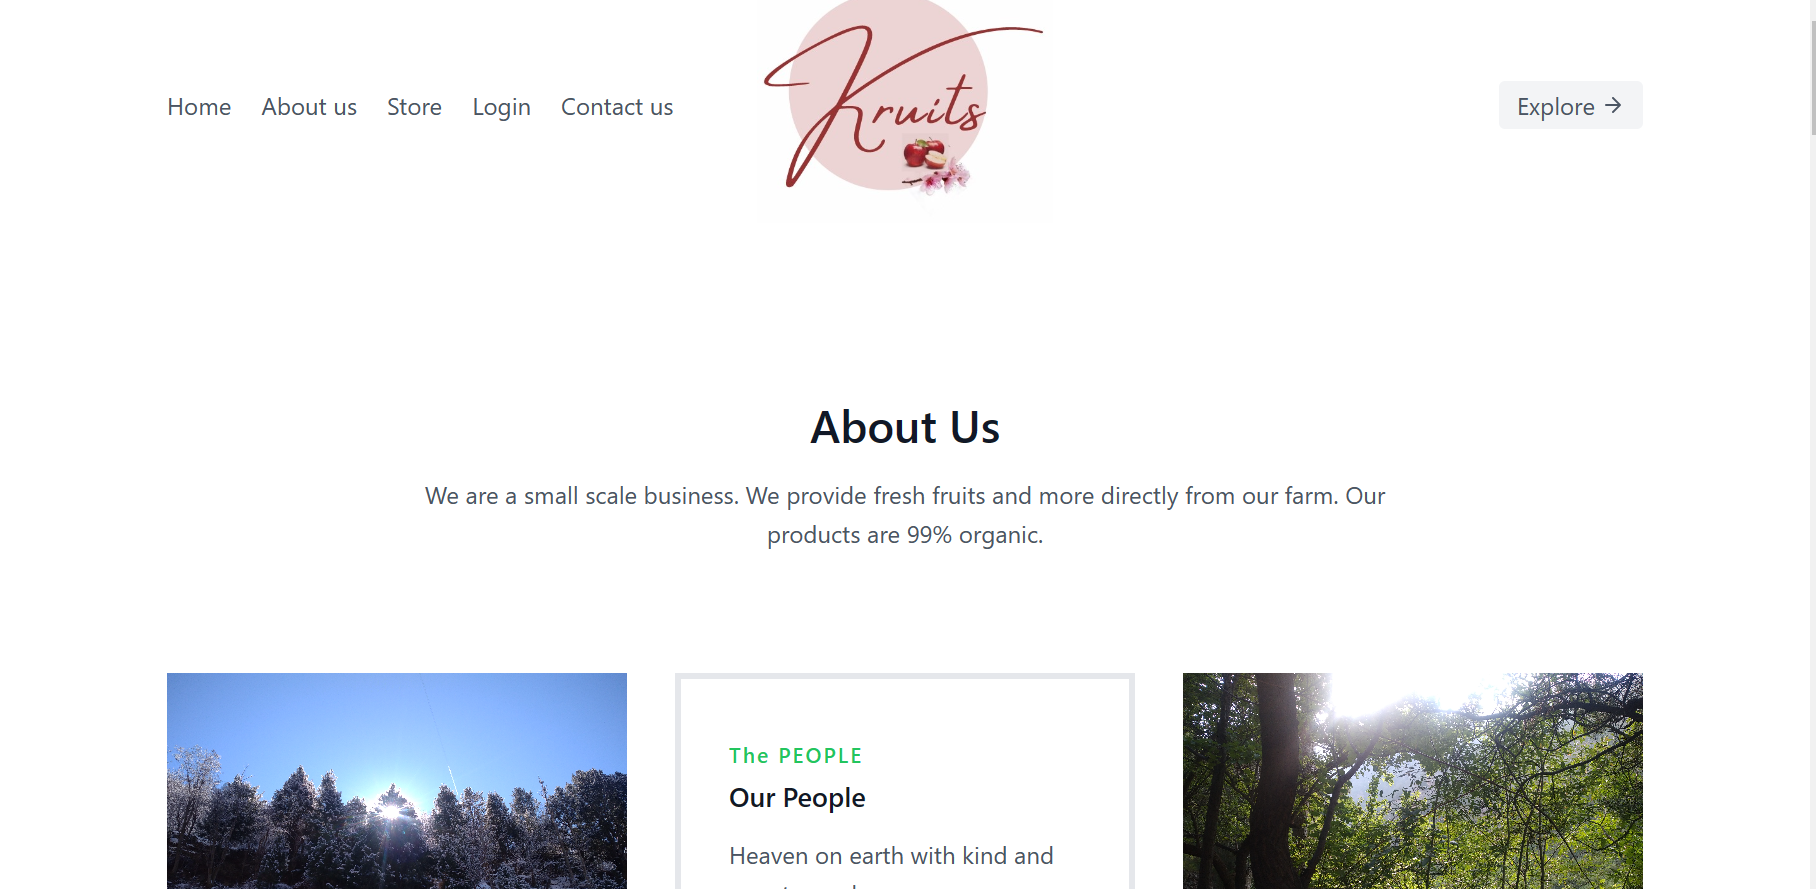 Home About us Store Login Contact us
Kruits
Explore
About Us
We are a small scale business. We provide fresh fruits and more directly from our farm. Our
products are 99% organic.
The PEOPLE
Our People
Heaven on earth with kind and